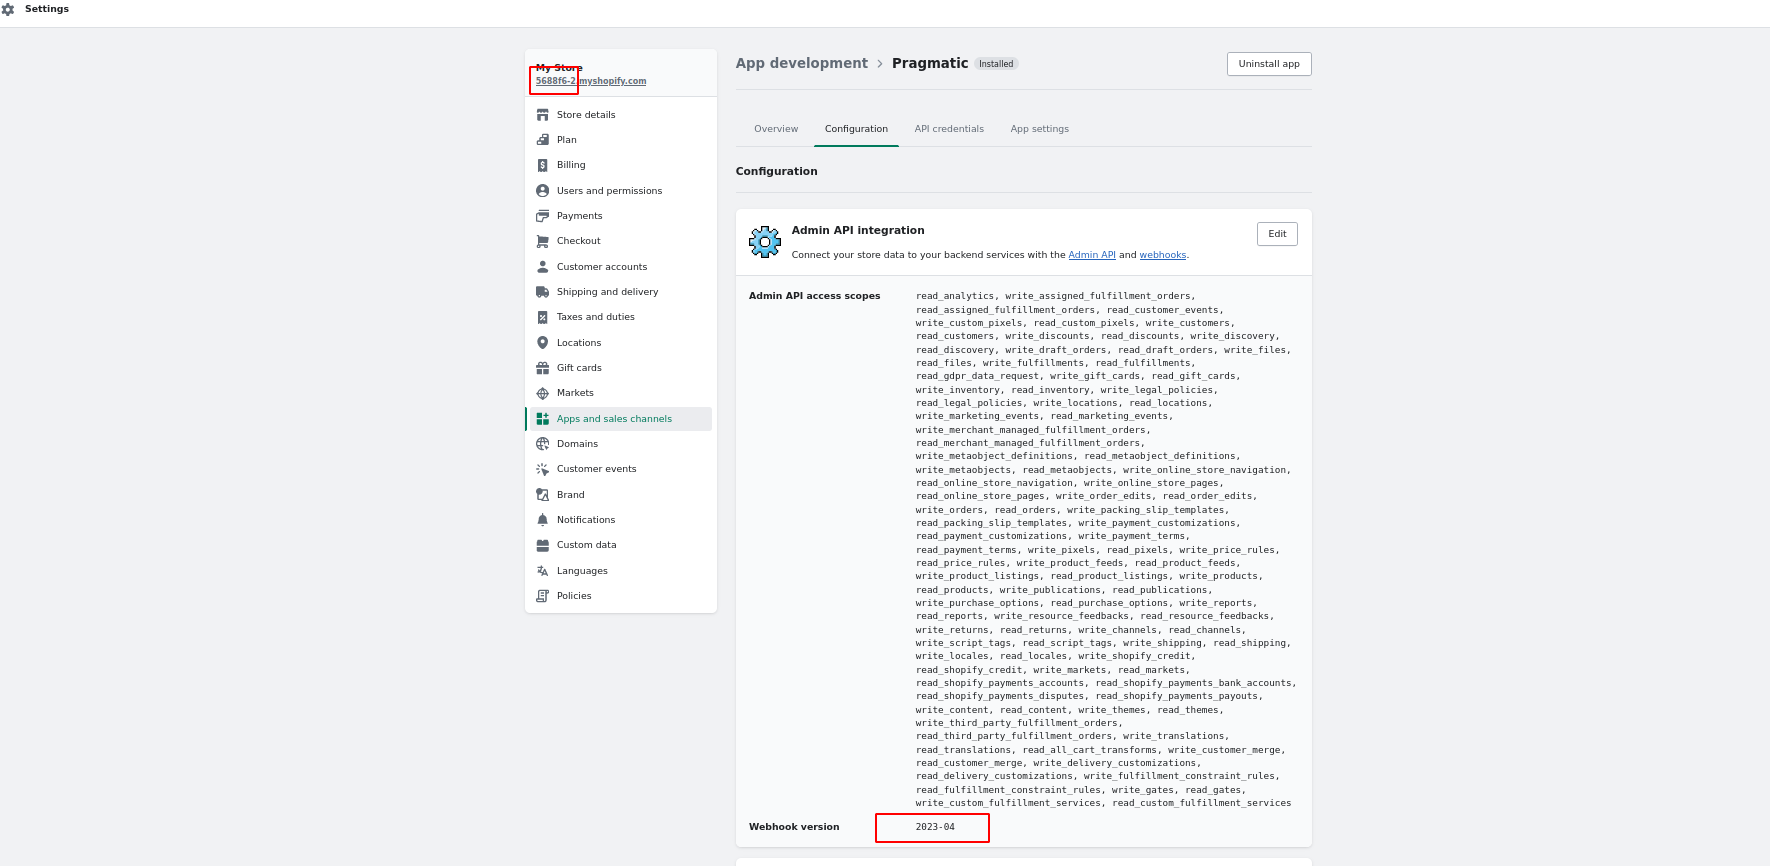 Settings
My Store
5688f6-2.myshopify.com
Store details
Plan
Billing
Users and permissions
Payments
Checkout
Customer accounts
Shipping and delivery
Taxes and duties
Locations
Gift cards
Markets
Apps and sales channels
Domains
Customer events
Brand
Notifications
Custom data
Languages
Policies
App development > Pragmatic Installed
Uninstall app
Overview Configuration API credentials App settings
Configuration
Admin API integration
Edit
Connect your store data to your backend services with the Admin API and webhooks.
Admin API access scopes
read_analytics, write_assigned_fulfillment_orders,
read_assigned_fulfillment_orders, read_customer_events,
write_custom_pixels, read_custom_pixels, write_customers,
read_customers, write_discounts, read_discounts, write_discovery,
read_discovery, write_draft_orders, read_draft_orders, write_files,
read_files, write_fulfillments, read_fulfillments,
read_gdpr_data_request, write_gift_cards, read_gift_cards,
write_inventory, read_inventory, write_legal_policies,
read_legal_policies, write_locations, read_locations,
write_marketing_events, read_marketing_events,
write_merchant_managed_fulfillment_orders,
read_merchant_managed_fulfillment_orders,
write_metaobject_definitions, read_metaobject_definitions,
write_metaobjects, read_metaobjects, write_online_store_navigation,
read_online_store_navigation, write_online_store_pages,
read_online_store_pages, write_order_edits, read_order_edits,
write_orders, read_orders, write_packing_slip_templates,
read_packing_slip_templates, write_payment_customizations,
read_payment_customizations, write_payment_terms,
read_payment_terms, write_pixels, read_pixels, write_price_rules,
read_price_rules, write_product_feeds, read_product_feeds,
write_product_listings, read_product_listings, write_products,
read_products, write_publications, read_publications,
write_purchase_options, read_purchase_options, write_reports,
read_reports, write_resource_feedbacks, read_resource_feedbacks,
write_returns, read_returns, write_channels, read_channels,
write_script_tags, read_script_tags, write_shipping, read_shipping,
write_locales, read_locales, write_shopify_credit,
read_shopify_credit, write_markets, read_markets,
read_shopify_payments_accounts, read_shopify_payments_bank_accounts,
read_shopify_payments_disputes, read_shopify_payments_payouts,
write_content, read_content, write_themes, read_themes,
write_third_party_fulfillment_orders,
read_third_party_fulfillment_orders, write_translations,
read_translations, read_all_cart_transforms, write_customer_merge,
read_customer_merge, write_delivery_customizations,
read_delivery_customizations, write_fulfillment_constraint_rules,
read_fulfillment_constraint_rules, write_gates, read_gates,
write_custom_fulfillment_services, read_custom_fulfillment_services
Webhook version
2023-04